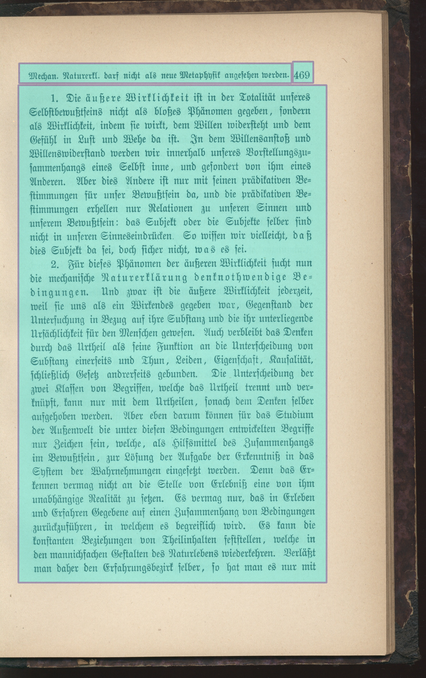 Mechan. Naturerkl. darf nicht als neue Metaphysik angesehen werden. 469
1. Die äußere Wirklichkeit ist in der Totalität unseres
Selbstbewußtseins nicht als bloßes Phänomen gegeben, sondern
als Wirklichkeit, indem sie wirkt, dem Willen widersteht und dem
Gefühl in Lust und Wehe da ist. In dem Willensanstoß und
Willenswiderstand werden wir innerhalb unseres Vorstellungszu-
sammenhangs eines Selbst inne, und gesondert von ihm eines
Anderen. Aber dies Andere ist nur mit seinen prädikativen Be-
stimmungen für unser Bewußtsein da, und die prädikativen Be-
stimmungen erhellen nur Relationen zu unseren Sinnen und
unserem Bewußtsein: das Subjekt oder die Subjekte selber sind
nicht in unseren Sinneseindrücken. So wissen wir vielleicht, daß
dies Subjekt da sei, doch sicher nicht, was es sei.
2. Für dieses Phänomen der äußeren Wirklichkeit sucht nun
die mechanische Naturerklärung denknothwendige Be-
dingungen. Und zwar ist die äußere Wirklichkeit jederzeit,
weil sie uns als ein Wirkendes gegeben war, Gegenstand der
Untersuchung in Bezug auf ihre Substanz und die ihr unterliegende
Ursächlichkeit für den Menschen gewesen. Auch verbleibt das Denken
durch das Urtheil als seine Funktion an die Unterscheidung von
Substanz einerseits und Thun, Leiden, Eigenschaft, Kausalität,
schließlich Gesetz andrerseits gebunden. Die Unterscheidung der
zwei Klassen von Begriffen, welche das Urtheil trennt und ver-
knüpft, kann nur mit dem Urtheilen, sonach dem Denken selber
aufgehoben werden. Aber eben darum können für das Studium
der Außenwelt die unter diesen Bedingungen entwickelten Begriffe
nur Zeichen sein, welche, als Hilfsmittel des Zusammenhangs
im Bewußtsein, zur Lösung der Aufgabe der Erkenntniß in das
System der Wahrnehmungen eingesetzt werden. Denn das Er-
kennen vermag nicht an die Stelle von Erlebniß eine von ihm
unabhängige Realität zu setzen. Es vermag nur, das in Erleben
und Erfahren Gegebene auf einen Zusammenhang von Bedingungen
zurückzuführen, in welchem es begreiflich wird. Es kann die
konstanten Beziehungen von Theilinhalten feststellen, welche in
den mannichfachen Gestalten des Naturlebens wiederkehren. Verläßt
man daher den Erfahrungsbezirk selber, so hat man es nur mit